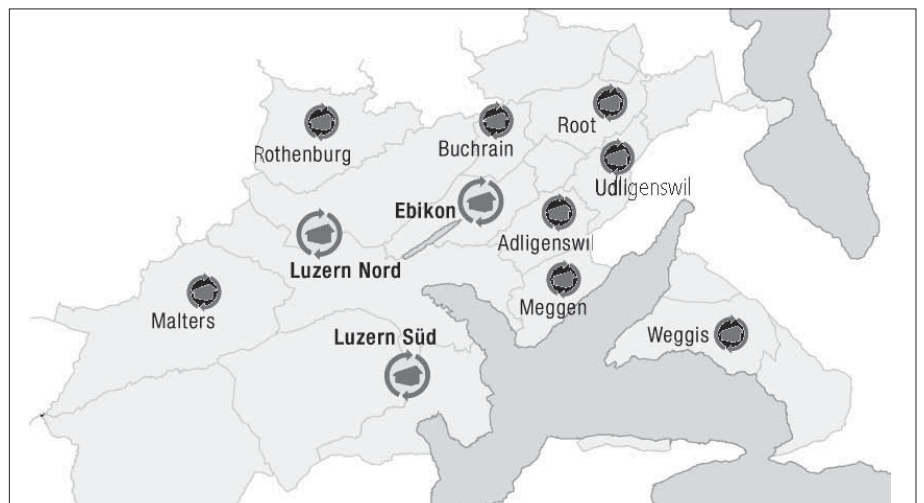 Root
Buchrain
Rothenburg
Udligenswil
Ebikon
Adligenswil
Luzern Nord
Meggen
Malters
Luzern Süd
Weggis